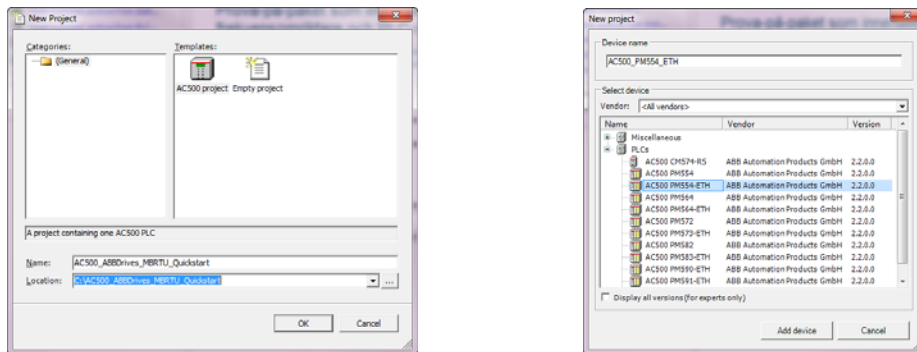 New Project
Categories:
(General)
Templates:
AC500 project Empty project
A project containing one AC500 PLC
Name: AC500_ABBDrives_MBRTU_Quickstart
Location: C:\AC500_ABBDrives_MBRTU_Quickstart
...
OK Cancel
New project
Prova-på-paket som inne
Device name
AC500_PM554_ETH
Select device
Vendor: <All vendors>
Name Vendor Version
Miscellaneous
PLCs
AC500 CM574-RS ABB Automation Products GmbH 2.2.0.0
AC500 PM554 ABB Automation Products GmbH 2.2.0.0
AC500 PM554-ETH ABB Automation Products GmbH 2.2.0.0
AC500 PM564 ABB Automation Products GmbH 2.2.0.0
AC500 PM564-ETH ABB Automation Products GmbH 2.2.0.0
AC500 PM572 ABB Automation Products GmbH 2.2.0.0
AC500 PM573-ETH ABB Automation Products GmbH 2.2.0.0
AC500 PM582 ABB Automation Products GmbH 2.2.0.0
AC500 PM583-ETH ABB Automation Products GmbH 2.2.0.0
AC500 PM590-ETH ABB Automation Products GmbH 2.2.0.0
AC500 PM591-ETH ABB Automation Products GmbH 2.2.0.0
Display all versions (for experts only)
Add device Cancel